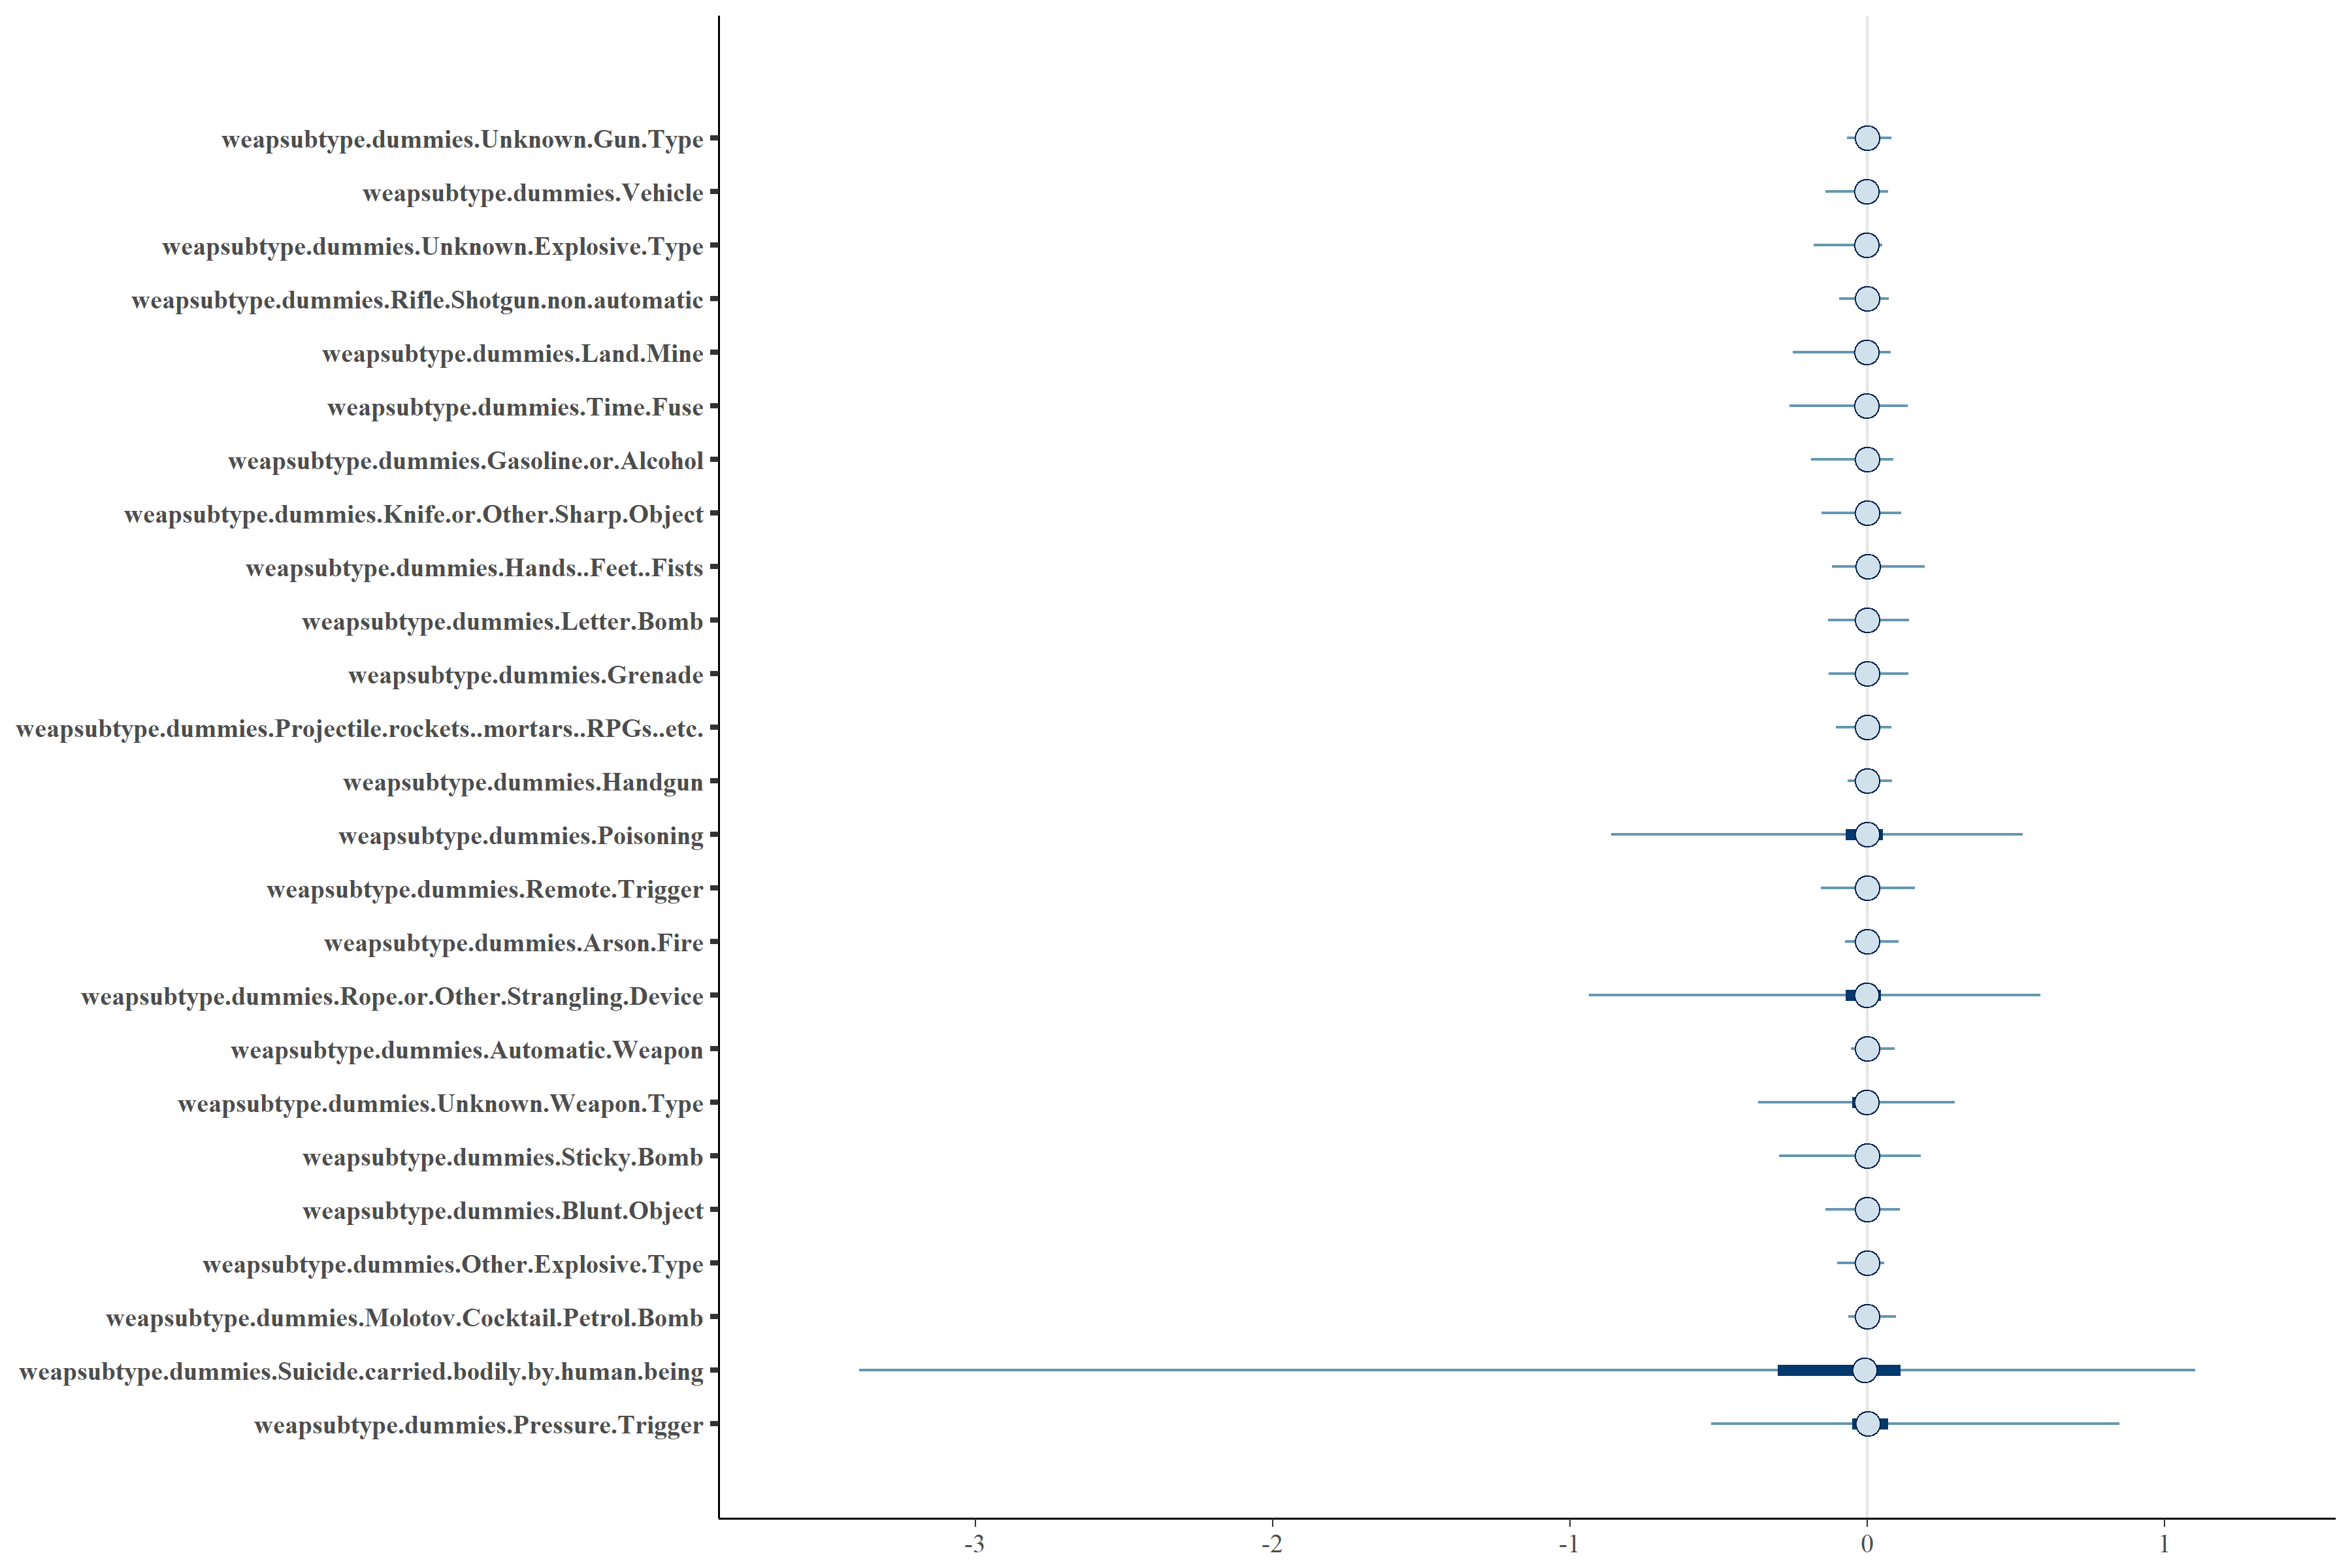 weapsubtype.dummies.Unknown.Gun.Type
weapsubtype.dummies.Vehicle
weapsubtype.dummies.Unknown.Explosive.Type
weapsubtype.dummies.Rifle.Shotgun.non.automatic
weapsubtype.dummies.Land.Mine
weapsubtype.dummies.Time.Fuse
weapsubtype.dummies.Gasoline.or.Alcohol
weapsubtype.dummies.Knife.or.Other.Sharp.Object
weapsubtype.dummies.Hands..Feet..Fists
weapsubtype.dummies.Letter.Bomb
weapsubtype.dummies.Grenade
weapsubtype.dummies.Projectile.rockets..mortars..RPGs..etc.
weapsubtype.dummies.Handgun
weapsubtype.dummies.Poisoning
weapsubtype.dummies.Remote.Trigger
weapsubtype.dummies.Arson.Fire
weapsubtype.dummies.Rope.or.Other.Strangling.Device
weapsubtype.dummies.Automatic.Weapon
weapsubtype.dummies.Unknown.Weapon.Type
weapsubtype.dummies.Sticky.Bomb
weapsubtype.dummies.Blunt.Object
weapsubtype.dummies.Other.Explosive.Type
weapsubtype.dummies.Molotov.Cocktail.Petrol.Bomb
weapsubtype.dummies.Suicide.carried.bodily.by.human.being
weapsubtype.dummies.Pressure.Trigger
-3 -2 -1 0 1